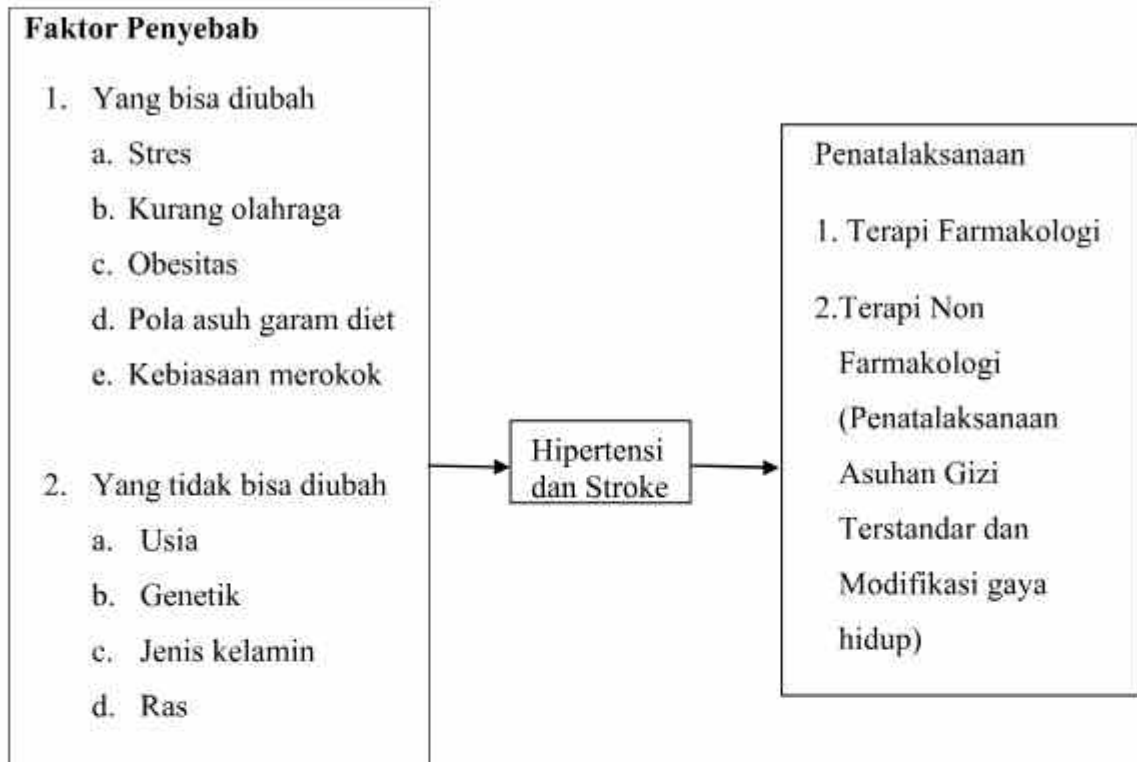 Faktor Penyebab
1. Yang bisa diubah
a. Stres
b. Kurang olahraga
c. Obesitas
d. Pola asuh garam diet
e. Kebiasaan merokok
2. Yang tidak bisa diubah
a. Usia
b. Genetik
c. Jenis kelamin
d. Ras
Hipertensi
dan Stroke
Penatalaksanaan
1. Terapi Farmakologi
2.Terapi Non
Farmakologi
(Penatalaksanaan
Asuhan Gizi
Terstandar dan
Modifikasi gaya
hidup)